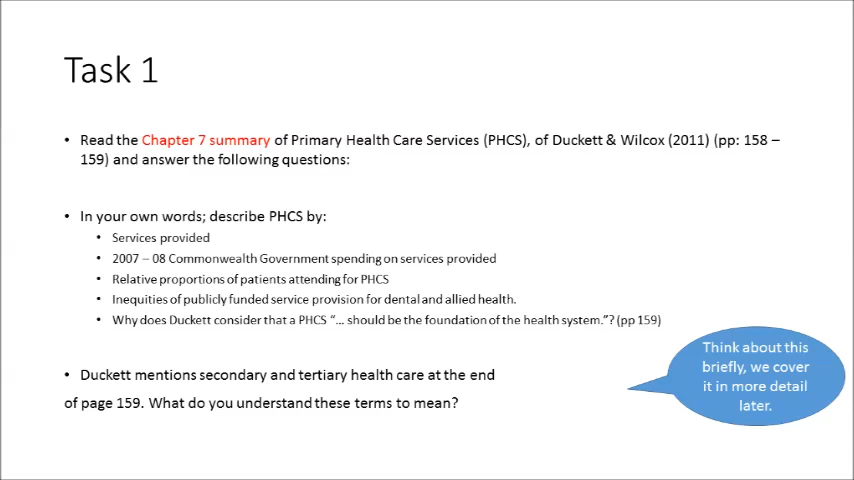 Task 1
• Read the Chapter 7 summary of Primary Health Care Services (PHCS), of Duckett & Wilcox (2011) (pp: 158 –
159) and answer the following questions:
• In your own words; describe PHCS by:
• Services provided
• 2007 – 08 Commonwealth Government spending on services provided
• Relative proportions of patients attending for PHCS
• Inequities of publicly funded service provision for dental and allied health.
• Why does Duckett consider that a PHCS “… should be the foundation of the health system.”? (pp 159)
• Duckett mentions secondary and tertiary health care at the end
of page 159. What do you understand these terms to mean?
Think about this
briefly, we cover
it in more detail
later.